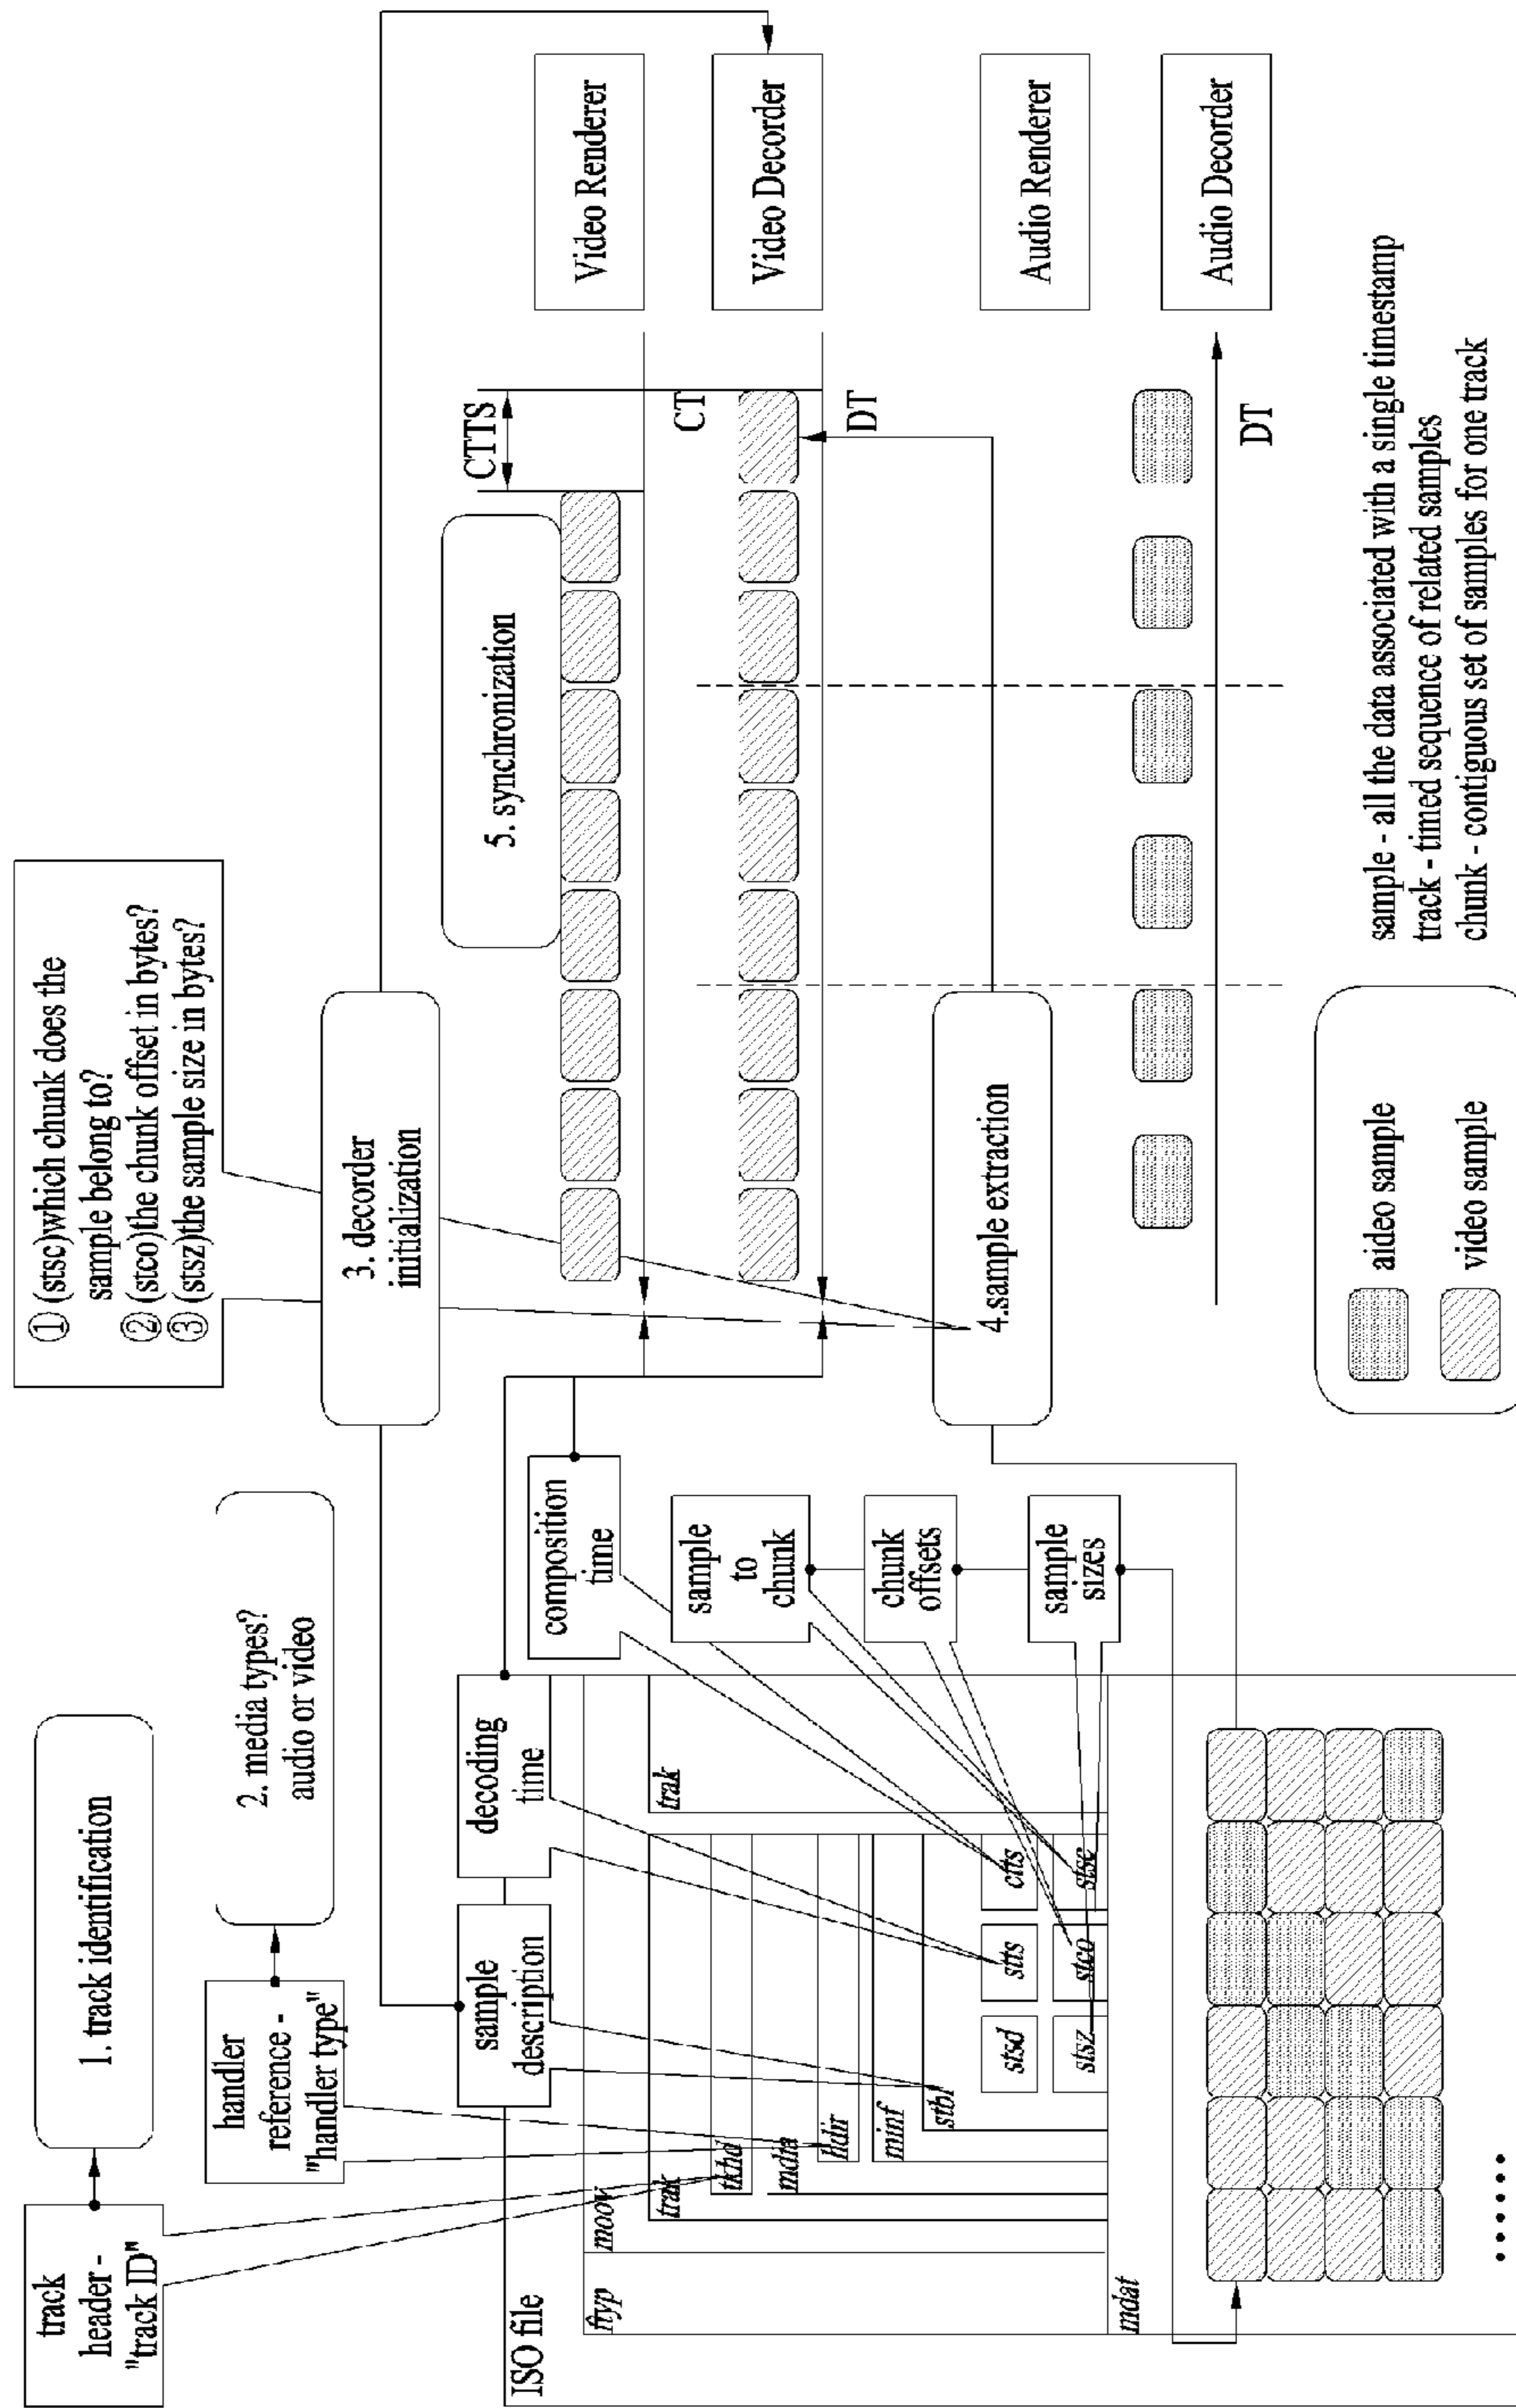 track
header -
"track ID"
1. track identification
handler
reference -
"handler type"
2. media types?
audio or video
① (stsc)which chunk does the
sample belong to?
② (stco)the chunk offset in bytes?
③ (stsz)the sample size in bytes?
3. decorder
initialization
ISO file
sample
description
decoding
time
composition
time
sample
to
chunk
chunk
offsets
sample
sizes
ftyp
moov
trak
tkhd
mdia
hdlr
minf
stbl
stsd
stts
ctts
stsz
stco
stsc
trak
mdat
......
4.sample extraction
5. synchronization
CTTS
CT
DT
DT
Video Renderer
Video Decorder
Audio Renderer
Audio Decorder
aideo sample
video sample
sample - all the data associated with a single timestamp
track - timed sequence of related samples
chunk - contiguous set of samples for one track